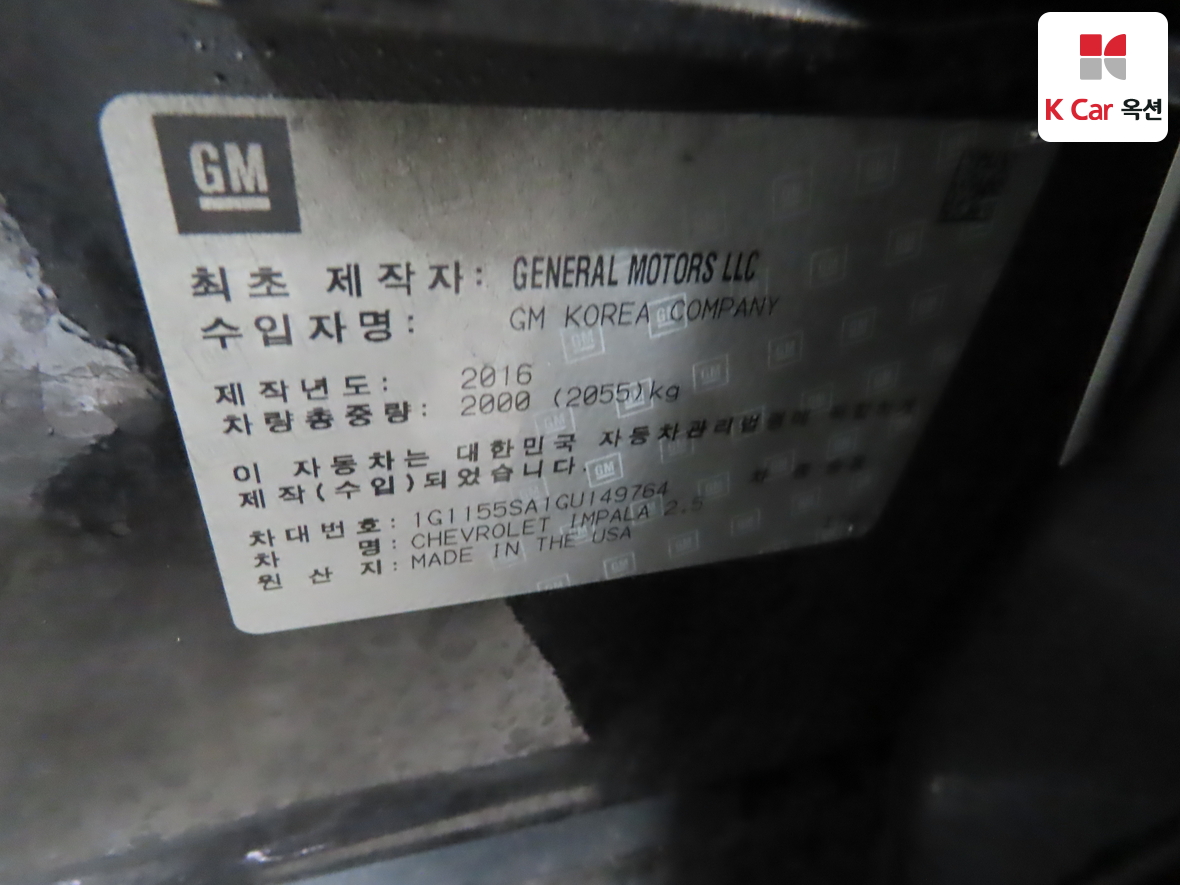 K Car 옥션
GM
최초 제작자: GENERAL MOTORS LLC
수입자명: GM KOREA COMPANY
제작년도: 2016
차량총중량: 2000 (2055)kg
이 자동차는 대한민국 자동차관리법
제작(수입)되었습니다.
차대번호: 1G1155SA1GU149764
차 명: CHEVROLET IMPALA 2.5
원산지: MADE IN THE USA